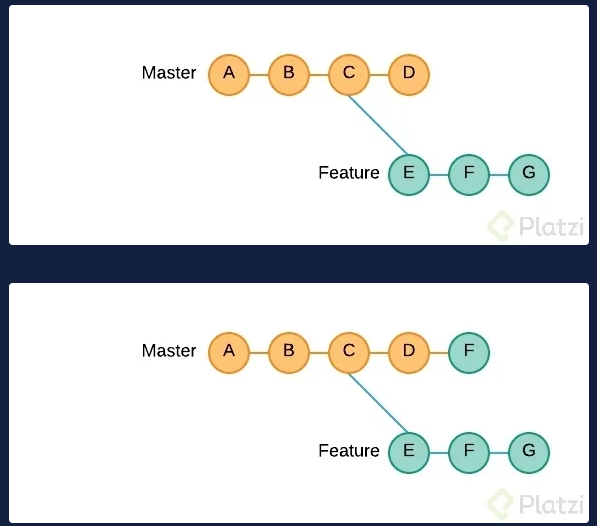 Master A B C D
Feature E F G
Platzi
Master A B C D F
Feature E F G
Platzi